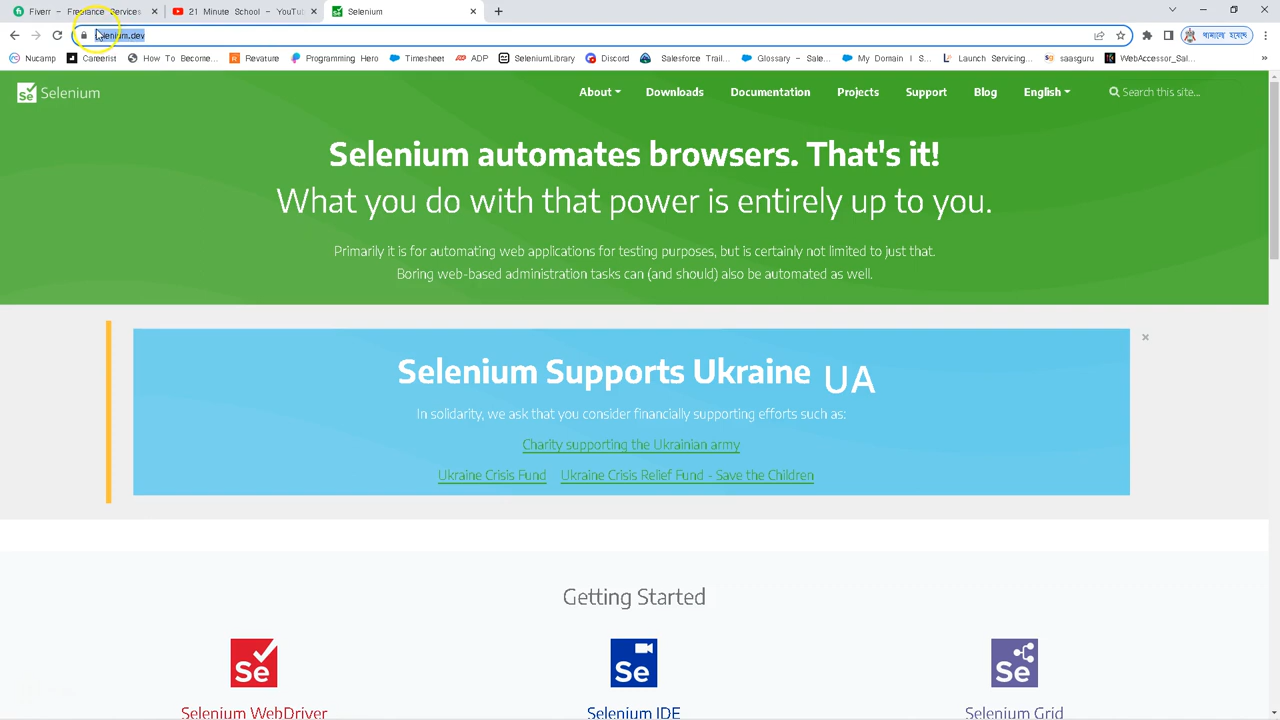 Fiverr - Freelance Services
21 Minute School - YouTu
Selenium
selenium.dev
Nucamp
Careerist
How To Become...
Revature
Programming Hero
Timesheet
ADP
SeleniumLibrary
Discord
Salesforce Trail...
Glossary - Sale...
My Domain | S...
Launch Servicing...
saasguru
WebAccessor_Sal...
»
Selenium
About
Downloads
Documentation
Projects
Support
Blog
English
Search this site...
Selenium automates browsers. That's it!
What you do with that power is entirely up to you.
Primarily it is for automating web applications for testing purposes, but is certainly not limited to just that.
Boring web-based administration tasks can (and should) also be automated as well.
Selenium Supports Ukraine UA
In solidarity, we ask that you consider financially supporting efforts such as:
Charity supporting the Ukrainian army
Ukraine Crisis Fund Ukraine Crisis Relief Fund - Save the Children
Getting Started
Se Se Se
Selenium WebDriver Selenium IDE Selenium Grid